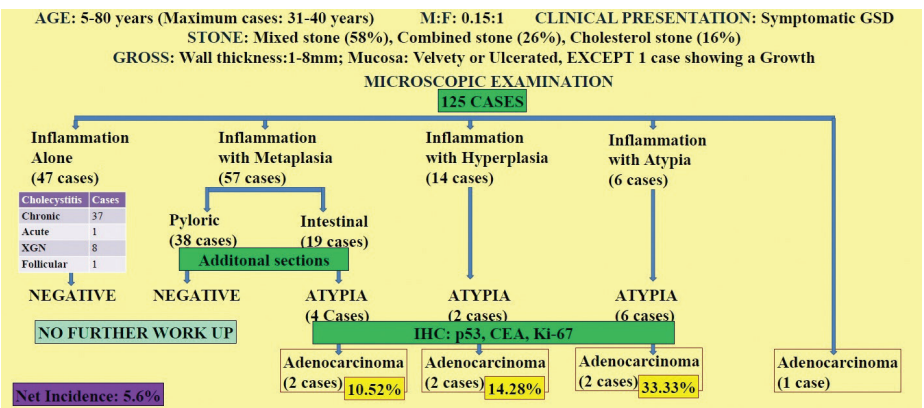 AGE: 5-80 years (Maximum cases: 31-40 years) M:F: 0.15:1 CLINICAL PRESENTATION: Symptomatic GSD
STONE: Mixed stone (58%), Combined stone (26%), Cholesterol stone (16%)
GROSS: Wall thickness:1-8mm; Mucosa: Velvety or Ulcerated, EXCEPT 1 case showing a Growth
MICROSCOPIC EXAMINATION
125 CASES
Inflammation
Alone
(47 cases)
Inflammation
with Metaplasia
(57 cases)
Inflammation
with Hyperplasia
(14 cases)
Inflammation
with Atypia
(6 cases)
Cholecystitis Cases
Chronic 37
Acute 1
XGN 8
Follicular 1
Pyloric
(38 cases)
Intestinal
(19 cases)
Additonal sections
NEGATIVE
NEGATIVE
ATYPIA
(4 Cases)
ATYPIA
(2 cases)
ATYPIA
(6 cases)
NO FURTHER WORK UP
IHC: p53, CEA, Ki-67
Adenocarcinoma
(2 cases) 10.52%
Adenocarcinoma
(2 cases) 14.28%
Adenocarcinoma
(2 cases) 33.33%
Adenocarcinoma
(1 case)
Net Incidence: 5.6%